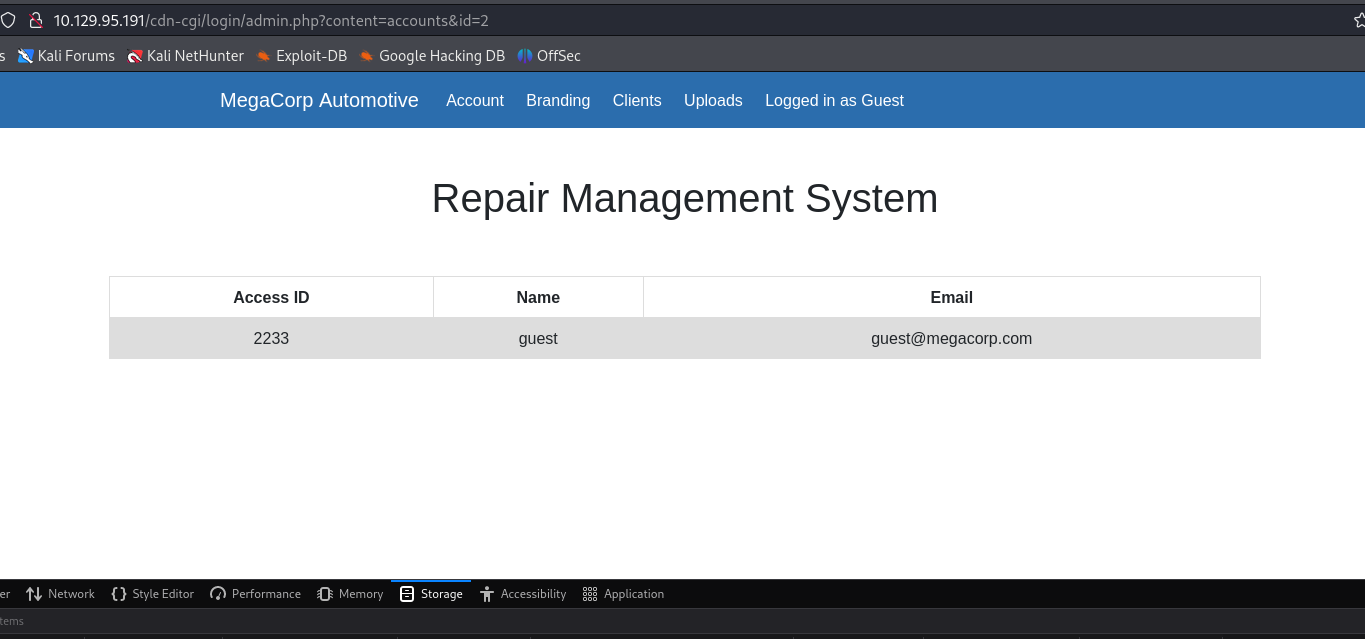 10.129.95.191/cdn-cgi/login/admin.php?content=accounts&id=2
s Kali Forums Kali NetHunter Exploit-DB Google Hacking DB OffSec
MegaCorp Automotive Account Branding Clients Uploads Logged in as Guest
Repair Management System
Access ID Name Email
2233 guest guest@megacorp.com
er Network Style Editor Performance Memory Storage Accessibility Application
tems